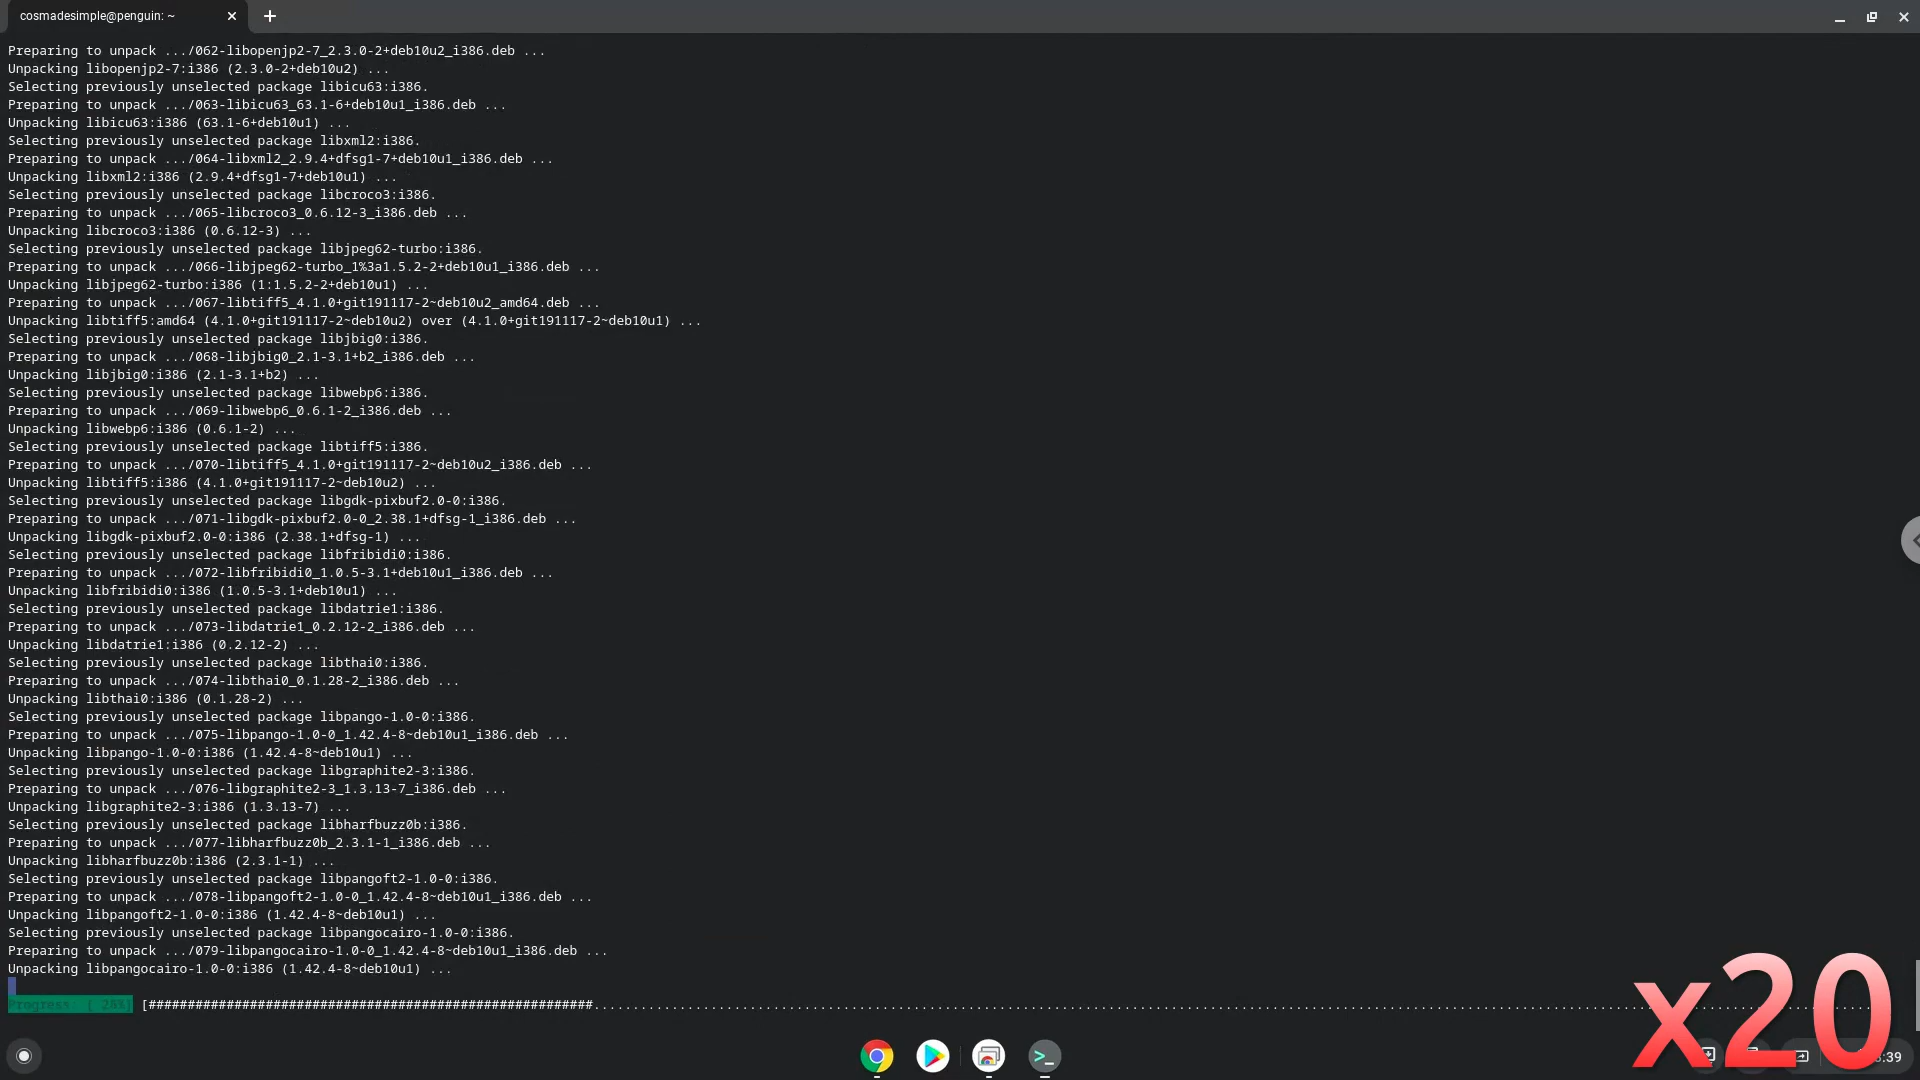 cosmadesimple@penguin: ~
Preparing to unpack .../062-libopenjp2-7_2.3.0-2+deb10u2_i386.deb ...
Unpacking libopenjp2-7:i386 (2.3.0-2+deb10u2) ...
Selecting previously unselected package libicu63:i386.
Preparing to unpack .../063-libicu63_63.1-6+deb10u1_i386.deb ...
Unpacking libicu63:i386 (63.1-6+deb10u1) ...
Selecting previously unselected package libxml2:i386.
Preparing to unpack .../064-libxml2_2.9.4+dfsg1-7+deb10u1_i386.deb ...
Unpacking libxml2:i386 (2.9.4+dfsg1-7+deb10u1) ...
Selecting previously unselected package libcroco3:i386.
Preparing to unpack .../065-libcroco3_0.6.12-3_i386.deb ...
Unpacking libcroco3:i386 (0.6.12-3) ...
Selecting previously unselected package libjpeg62-turbo:i386.
Preparing to unpack .../066-libjpeg62-turbo_1%3a1.5.2-2+deb10u1_i386.deb ...
Unpacking libjpeg62-turbo:i386 (1:1.5.2-2+deb10u1) ...
Preparing to unpack .../067-libtiff5_4.1.0+git191117-2~deb10u2_amd64.deb ...
Unpacking libtiff5:amd64 (4.1.0+git191117-2~deb10u2) over (4.1.0+git191117-2~deb10u1) ...
Selecting previously unselected package libjbig0:i386.
Preparing to unpack .../068-libjbig0_2.1-3.1+b2_i386.deb ...
Unpacking libjbig0:i386 (2.1-3.1+b2) ...
Selecting previously unselected package libwebp6:i386.
Preparing to unpack .../069-libwebp6_0.6.1-2_i386.deb ...
Unpacking libwebp6:i386 (0.6.1-2) ...
Selecting previously unselected package libtiff5:i386.
Preparing to unpack .../070-libtiff5_4.1.0+git191117-2~deb10u2_i386.deb ...
Unpacking libtiff5:i386 (4.1.0+git191117-2~deb10u2) ...
Selecting previously unselected package libgdk-pixbuf2.0-0:i386.
Preparing to unpack .../071-libgdk-pixbuf2.0-0_2.38.1+dfsg-1_i386.deb ...
Unpacking libgdk-pixbuf2.0-0:i386 (2.38.1+dfsg-1) ...
Selecting previously unselected package libfribidi0:i386.
Preparing to unpack .../072-libfribidi0_1.0.5-3.1+deb10u1_i386.deb ...
Unpacking libfribidi0:i386 (1.0.5-3.1+deb10u1) ...
Selecting previously unselected package libdatrie1:i386.
Preparing to unpack .../073-libdatrie1_0.2.12-2_i386.deb ...
Unpacking libdatrie1:i386 (0.2.12-2) ...
Selecting previously unselected package libthai0:i386.
Preparing to unpack .../074-libthai0_0.1.28-2_i386.deb ...
Unpacking libthai0:i386 (0.1.28-2) ...
Selecting previously unselected package libpango-1.0-0:i386.
Preparing to unpack .../075-libpango-1.0-0_1.42.4-8~deb10u1_i386.deb ...
Unpacking libpango-1.0-0:i386 (1.42.4-8~deb10u1) ...
Selecting previously unselected package libgraphite2-3:i386.
Preparing to unpack .../076-libgraphite2-3_1.3.13-7_i386.deb ...
Unpacking libgraphite2-3:i386 (1.3.13-7) ...
Selecting previously unselected package libharfbuzz0b:i386.
Preparing to unpack .../077-libharfbuzz0b_2.3.1-1_i386.deb ...
Unpacking libharfbuzz0b:i386 (2.3.1-1) ...
Selecting previously unselected package libpangoft2-1.0-0:i386.
Preparing to unpack .../078-libpangoft2-1.0-0_1.42.4-8~deb10u1_i386.deb ...
Unpacking libpangoft2-1.0-0:i386 (1.42.4-8~deb10u1) ...
Selecting previously unselected package libpangocairo-1.0-0:i386.
Preparing to unpack .../079-libpangocairo-1.0-0_1.42.4-8~deb10u1_i386.deb ...
Unpacking libpangocairo-1.0-0:i386 (1.42.4-8~deb10u1) ...
Progress:
x20